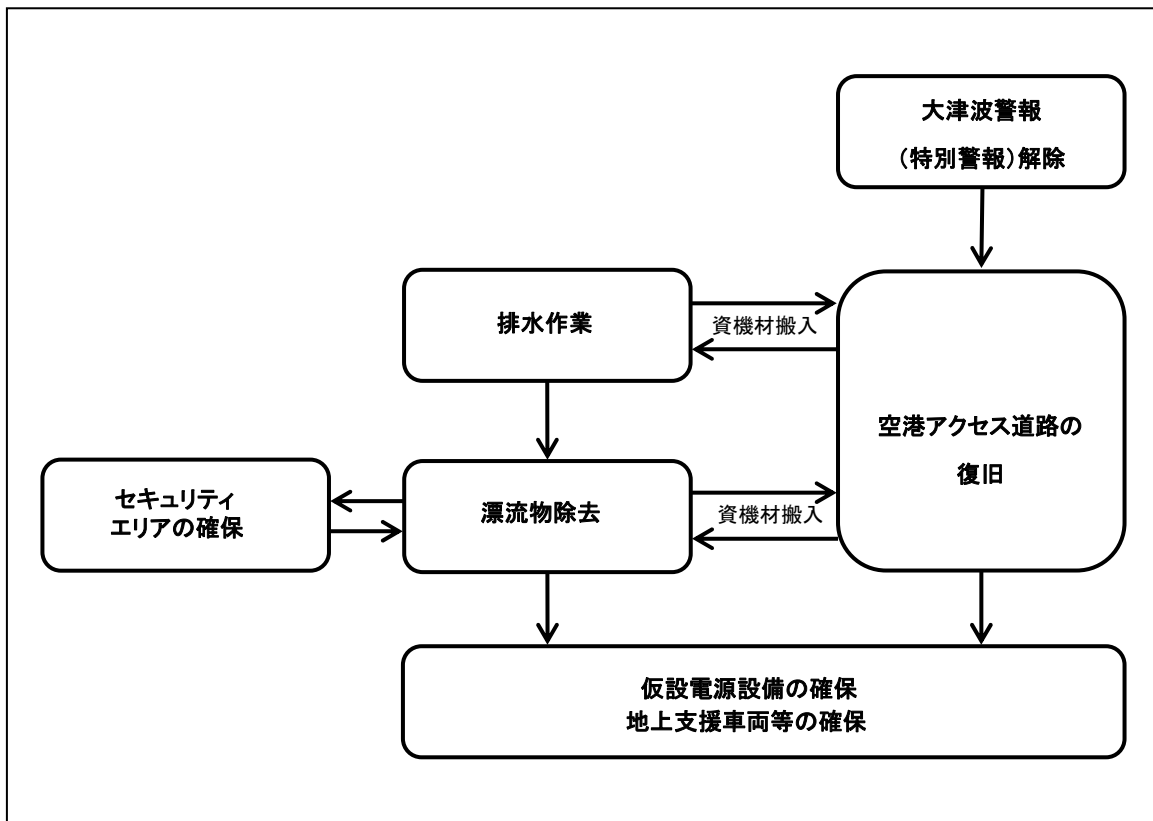 大津波警報
（特別警報）解除
排水作業
資機材搬入
空港アクセス道路の
復旧
セキュリティ
エリアの確保
漂流物除去
資機材搬入
仮設電源設備の確保
地上支援車両等の確保